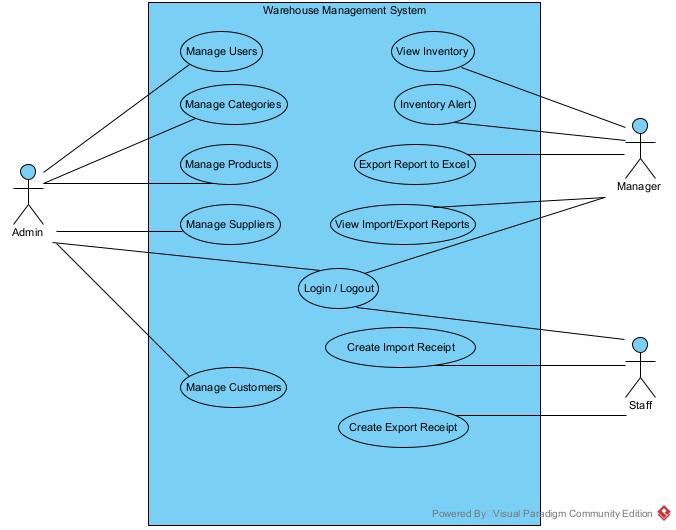 Warehouse Management System
Manage Users
View Inventory
Manage Categories
Inventory Alert
Manage Products
Export Report to Excel
Manager
Admin
Manage Suppliers
View Import/Export Reports
Login / Logout
Create Import Receipt
Manage Customers
Staff
Create Export Receipt
Powered By Visual Paradigm Community Edition